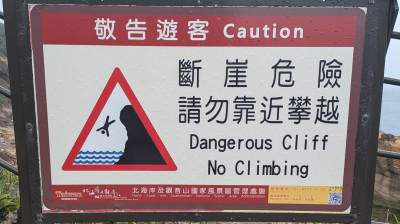 敬告遊客 Caution
斷崖危險
請勿靠近攀越
Dangerous Cliff
No Climbing
北海岸及觀音山國家風景區管理處製